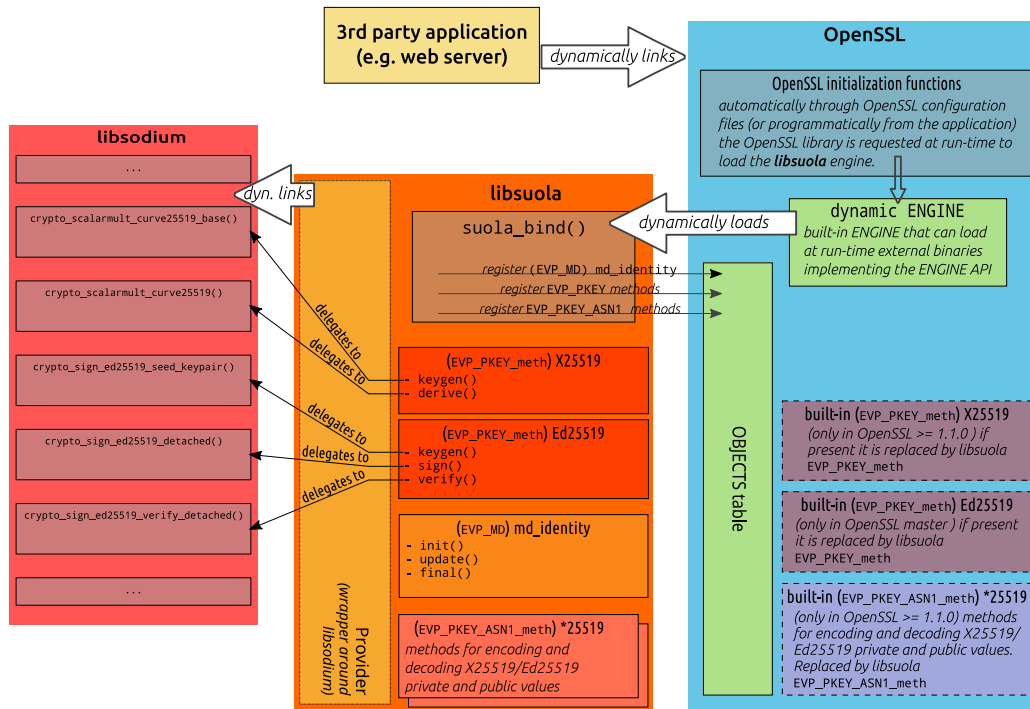 3rd party application
(e.g. web server)
dynamically links
OpenSSL
OpenSSL initialization functions
automatically through OpenSSL configuration
files (or programmatically from the application)
the OpenSSL library is requested at run-time to
load the libsuola engine.
dynamic ENGINE
built-in ENGINE that can load
at run-time external binaries
implementing the ENGINE API
dynamically loads
libsodium
...
crypto_scalarmult_curve25519_base()
crypto_scalarmult_curve25519()
crypto_sign_ed25519_seed_keypair()
crypto_sign_ed25519_detached()
crypto_sign_ed25519_verify_detached()
...
dyn. links
delegates to
delegates to
delegates to
delegates to
delegates to
Provider
(wrapper around
libsodium)
libsuola
suola_bind()
register (EVP_MD) md_identity
register EVP_PKEY methods
register EVP_PKEY_ASN1 methods
(EVP_PKEY_meth) X25519
- keygen()
- derive()
(EVP_PKEY_meth) Ed25519
- keygen()
- sign()
- verify()
(EVP_MD) md_identity
- init()
- update()
- final()
(EVP_PKEY_ASN1_meth) *25519
methods for encoding and
decoding X25519/Ed25519
private and public values
OBJECTS table
built-in (EVP_PKEY_meth) X25519
(only in OpenSSL >= 1.1.0 ) if
present it is replaced by libsuola
EVP_PKEY_meth
built-in (EVP_PKEY_meth) Ed25519
(only in OpenSSL master ) if present
it is replaced by libsuola
EVP_PKEY_meth
built-in (EVP_PKEY_ASN1_meth) *25519
(only in OpenSSL >= 1.1.0) methods
for encoding and decoding X25519/
Ed25519 private and public values.
Replaced by libsuola
EVP_PKEY_ASN1_meth